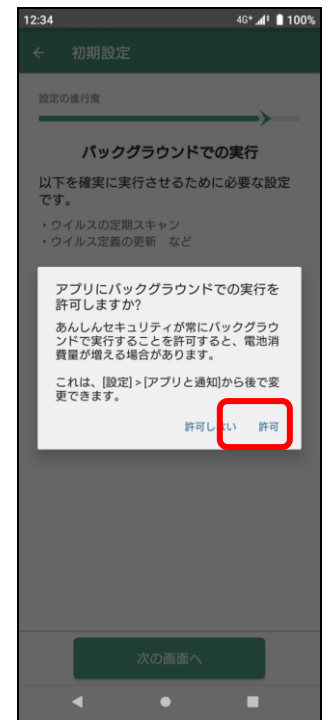 12:34 4G+ 100%
初期設定
設定の進行度
バックグラウンドでの実行
以下を確実に実行させるために必要な設定
です。
・ウイルスの定期スキャン
・ウイルス定義の更新 など
アプリにバックグラウンドでの実行を
許可しますか?
あんしんセキュリティが常にバックグラウ
ンドで実行することを許可すると、電池消
費量が増える場合があります。
これは、[設定] > [アプリと通知]から後で変
更できます。
許可しない 許可
次の画面へ